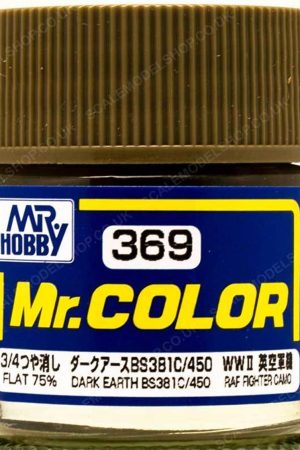 MR
HOBBY
369
Mr.COLOR
3/4つや消し ダークアースBS381C/450 WWⅡ 英空軍機
FLAT 75% DARK EARTH BS381C/450 RAF FIGHTER CAMO